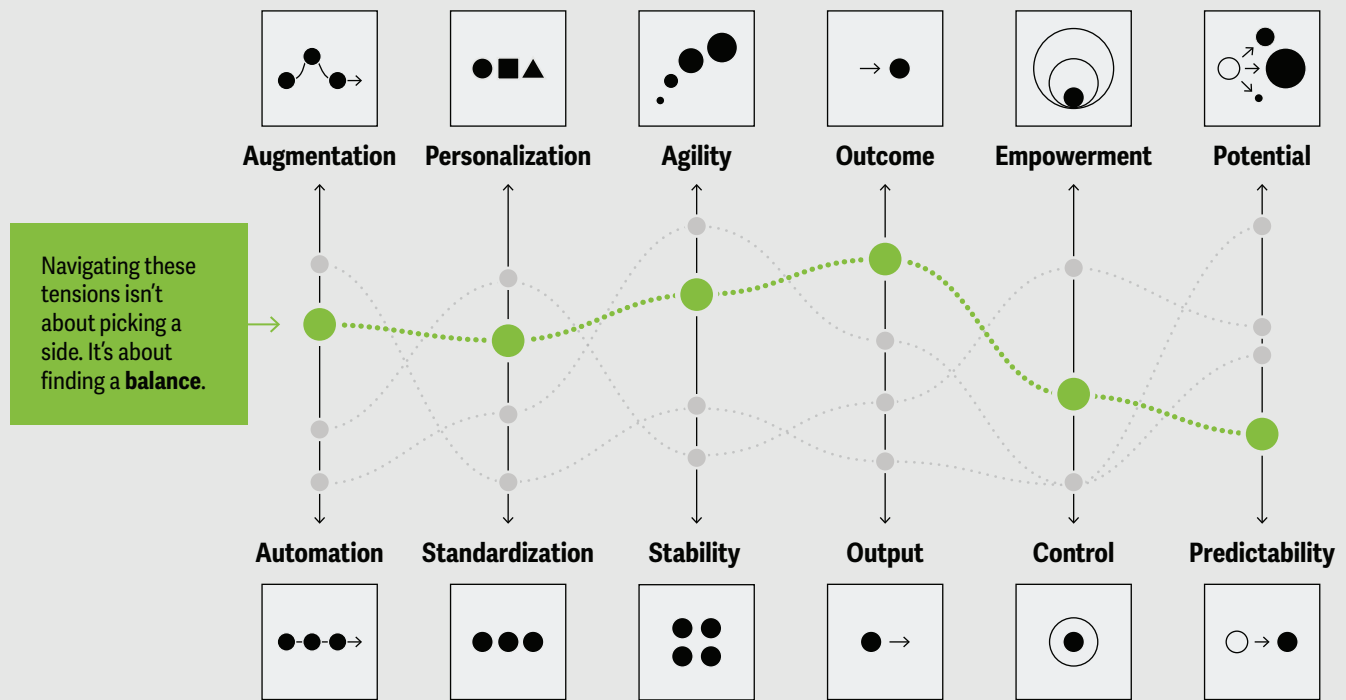 Augmentation
Personalization
Agility
Outcome
Empowerment
Potential
Navigating these
tensions isn't
about picking a
side. It's about
finding a balance.
Automation
Standardization
Stability
Output
Control
Predictability